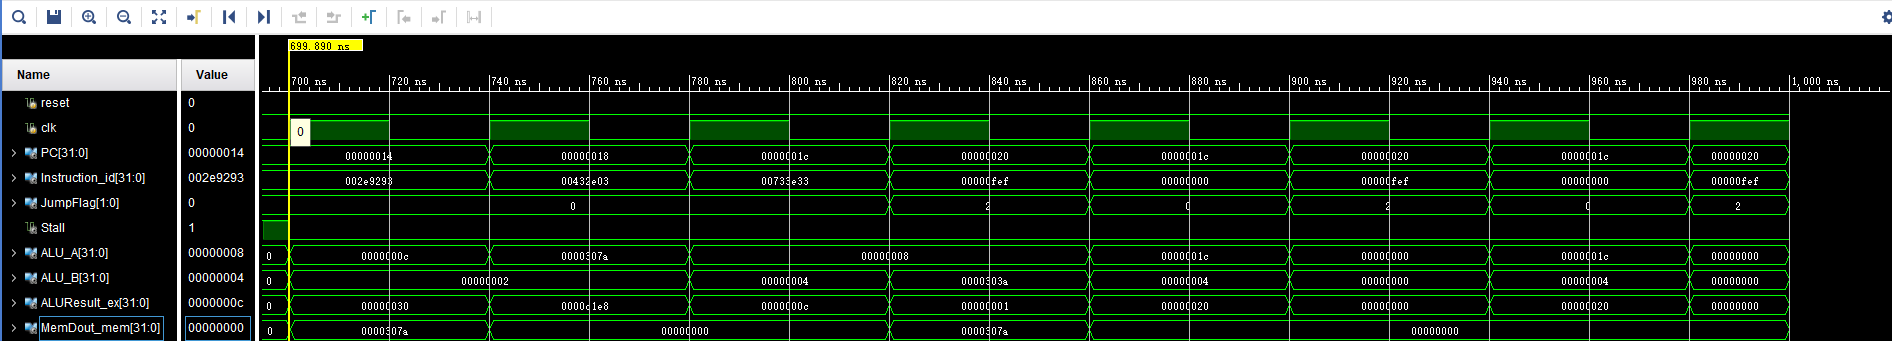 699.890 ns
700 ns 720 ns 740 ns 760 ns 780 ns 800 ns 820 ns 840 ns 860 ns 880 ns 900 ns 920 ns 940 ns 960 ns 980 ns 1,000 ns
Name Value
reset 0
clk 0 0
PC[31:0] 00000014 00000014 00000018 0000001c 00000020 0000001c 00000020 0000001c 00000020
Instruction_id[31:0] 002e9293 002e9293 00432e03 00733e33 00000fef 00000000 00000fef 00000000 00000fef
JumpFlag[1:0] 0 0 2 0 2 0 2
Stall 1
ALU_A[31:0] 00000008 0 0000000c 0000307a 00000008 0000001c 00000000 0000001c 00000000
ALU_B[31:0] 00000004 0 00000002 00000004 0000303a 00000004 00000000 00000004 00000000
ALUResult_ex[31:0] 0000000c 0 00000030 0000c1e8 0000000c 00000001 00000020 00000000 00000020 00000000
MemDout_mem[31:0] 00000000 0 0000307a 00000000 0000307a 00000000